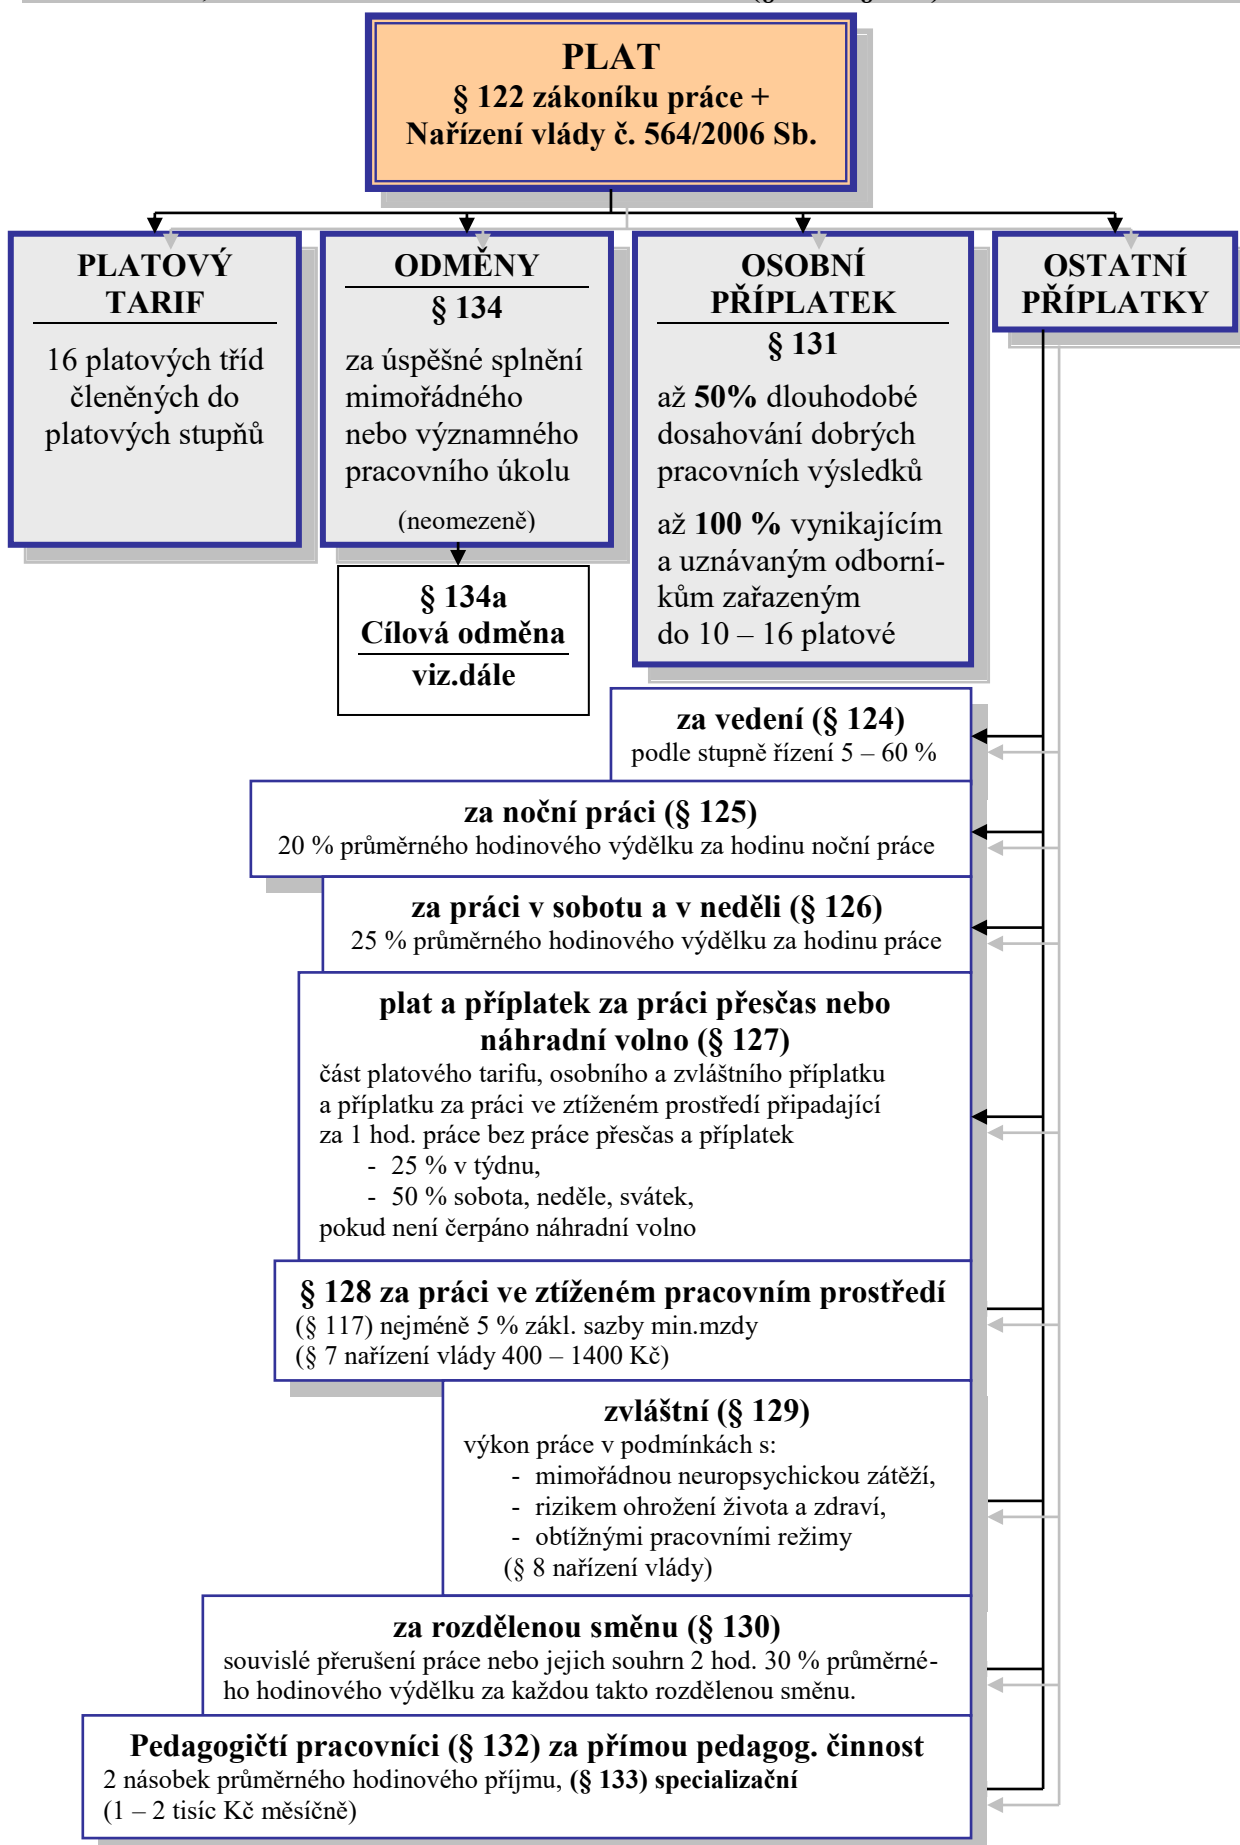 PLAT
§ 122 zákoníku práce +
Nařízení vlády č. 564/2006 Sb.
PLATOVÝ
TARIF
16 platových tříd
členěných do
platových stupňů
ODMĚNY
§ 134
za úspěšné splnění
mimořádného
nebo významného
pracovního úkolu
(neomezeně)
§ 134a
Cílová odměna
viz.dále
OSOBNÍ
PŘÍPLATEK
§ 131
až 50% dlouhodobé
dosahování dobrých
pracovních výsledků
až 100 % vynikajícím
a uznávaným odborní-
kům zařazeným
do 10 – 16 platové
OSTATNÍ
PŘÍPLATKY
za vedení (§ 124)
podle stupně řízení 5 – 60 %
za noční práci (§ 125)
20 % průměrného hodinového výdělku za hodinu noční práce
za práci v sobotu a v neděli (§ 126)
25 % průměrného hodinového výdělku za hodinu práce
plat a příplatek za práci přesčas nebo
náhradní volno (§ 127)
část platového tarifu, osobního a zvláštního příplatku
a příplatku za práci ve ztíženém prostředí připadající
za 1 hod. práce bez práce přesčas a příplatek
- 25 % v týdnu,
- 50 % sobota, neděle, svátek,
pokud není čerpáno náhradní volno
§ 128 za práci ve ztíženém pracovním prostředí
(§ 117) nejméně 5 % zákl. sazby min.mzdy
(§ 7 nařízení vlády 400 – 1400 Kč)
zvláštní (§ 129)
výkon práce v podmínkách s:
- mimořádnou neuropsychickou zátěží,
- rizikem ohrožení života a zdraví,
- obtížnými pracovními režimy
(§ 8 nařízení vlády)
za rozdělenou směnu (§ 130)
souvislé přerušení práce nebo jejich souhrn 2 hod. 30 % průměrné-
ho hodinového výdělku za každou takto rozdělenou směnu.
Pedagogičtí pracovníci (§ 132) za přímou pedagog. činnost
2 násobek průměrného hodinového příjmu, (§ 133) specializační
(1 – 2 tisíc Kč měsíčně)